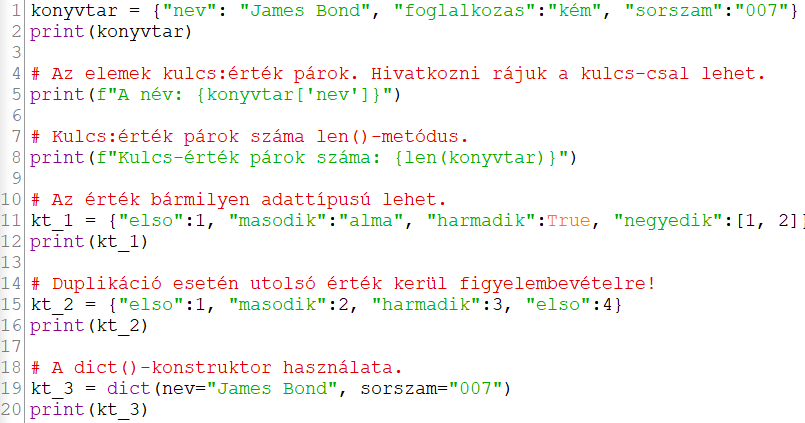 1 konyvtar = {"nev": "James Bond", "foglalkozas":"kém", "sorszam":"007"}
2 print(konyvtar)
3
4 # Az elemek kulcs:érték párok. Hivatkozni rájuk a kulcs-csal lehet.
5 print(f"A név: {konyvtar['nev']}")
6
7 # Kulcs:érték párok száma len()-metódus.
8 print(f"Kulcs-érték párok száma: {len(konyvtar)}")
9
10 # Az érték bármilyen adattípusú lehet.
11 kt_1 = {"elso":1, "masodik":"alma", "harmadik":True, "negyedik":[1, 2]}
12 print(kt_1)
13
14 # Duplikáció esetén utolsó érték kerül figyelembevételre!
15 kt_2 = {"elso":1, "masodik":2, "harmadik":3, "elso":4}
16 print(kt_2)
17
18 # A dict()-konstruktor használata.
19 kt_3 = dict(nev="James Bond", sorszam="007")
20 print(kt_3)